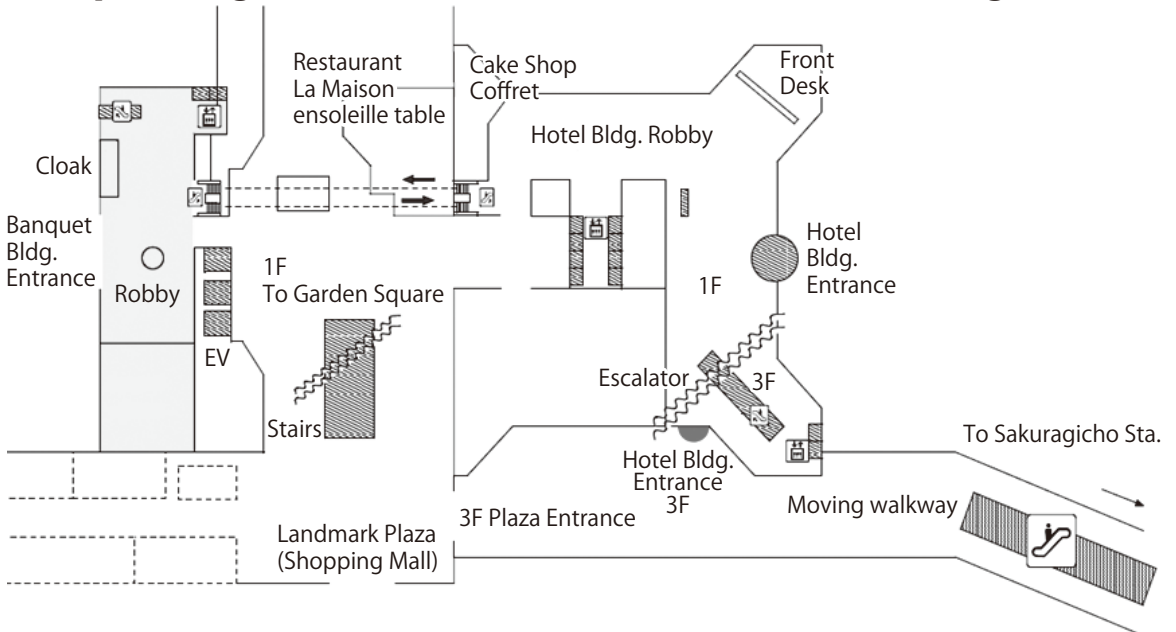 Restaurant
La Maison
ensoleille table
Cake Shop
Coffret
Front
Desk
Hotel Bldg. Robby
Cloak
Banquet
Bldg.
Entrance
Robby
1F
To Garden Square
EV
Stairs
Hotel
Bldg.
Entrance
1F
Escalator
3F
Hotel Bldg.
Entrance
3F
To Sakuragicho Sta.
Moving walkway
3F Plaza Entrance
Landmark Plaza
(Shopping Mall)